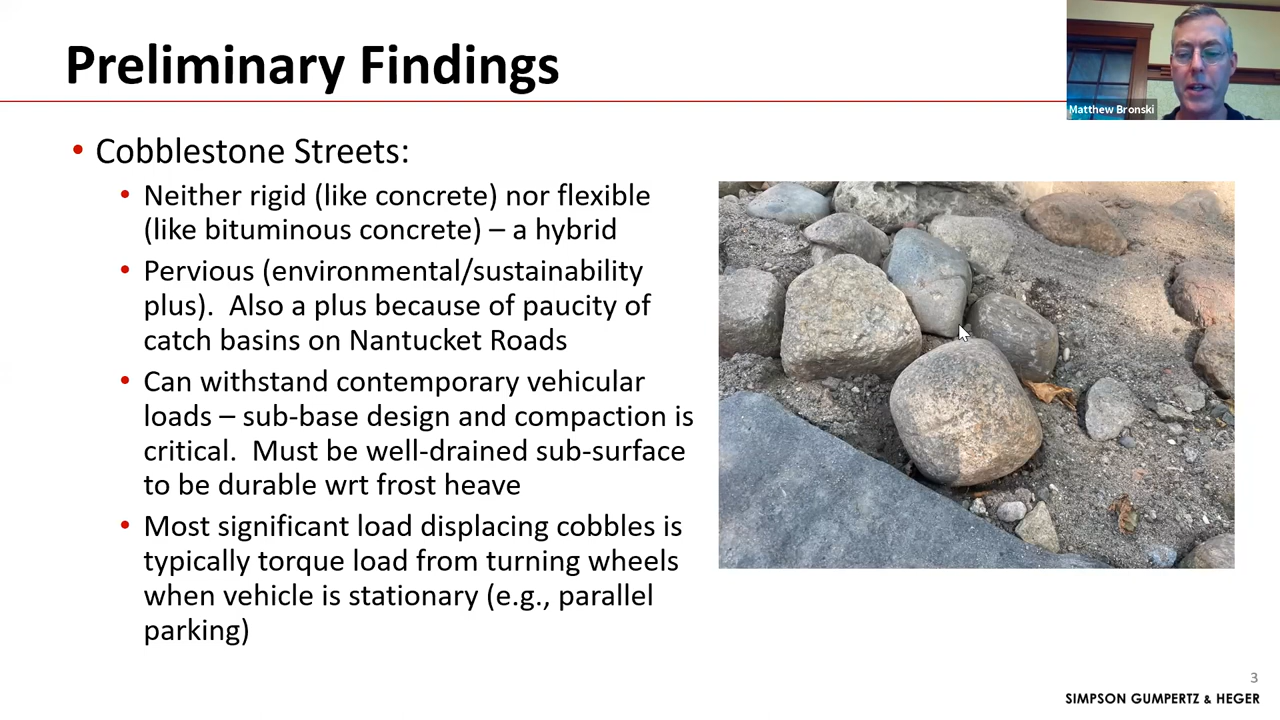 Preliminary Findings
Matthew Bronski
• Cobblestone Streets:
• Neither rigid (like concrete) nor flexible
(like bituminous concrete) – a hybrid
• Pervious (environmental/sustainability
plus).  Also a plus because of paucity of
catch basins on Nantucket Roads
• Can withstand contemporary vehicular
loads – sub-base design and compaction is
critical.  Must be well-drained sub-surface
to be durable wrt frost heave
• Most significant load displacing cobbles is
typically torque load from turning wheels
when vehicle is stationary (e.g., parallel
parking)
3
SIMPSON GUMPERTZ & HEGER